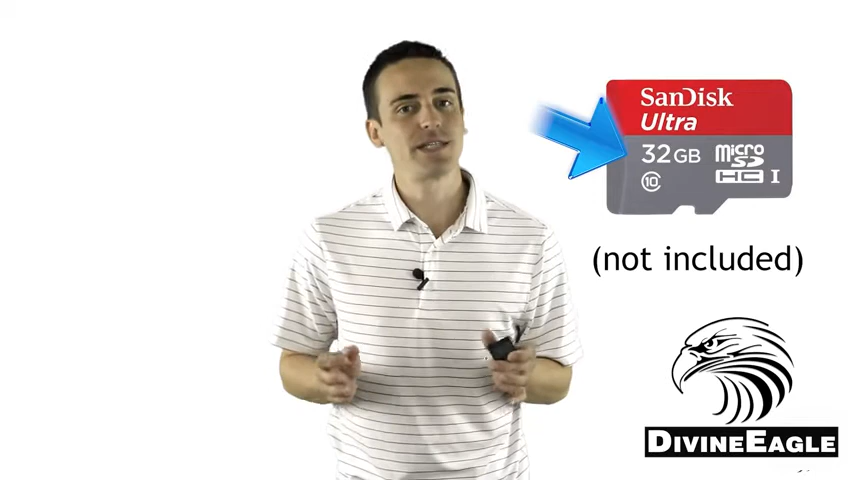 SanDisk
Ultra
32GB
micro
SD
HC I
10
(not included)
DIVINEEAGLE